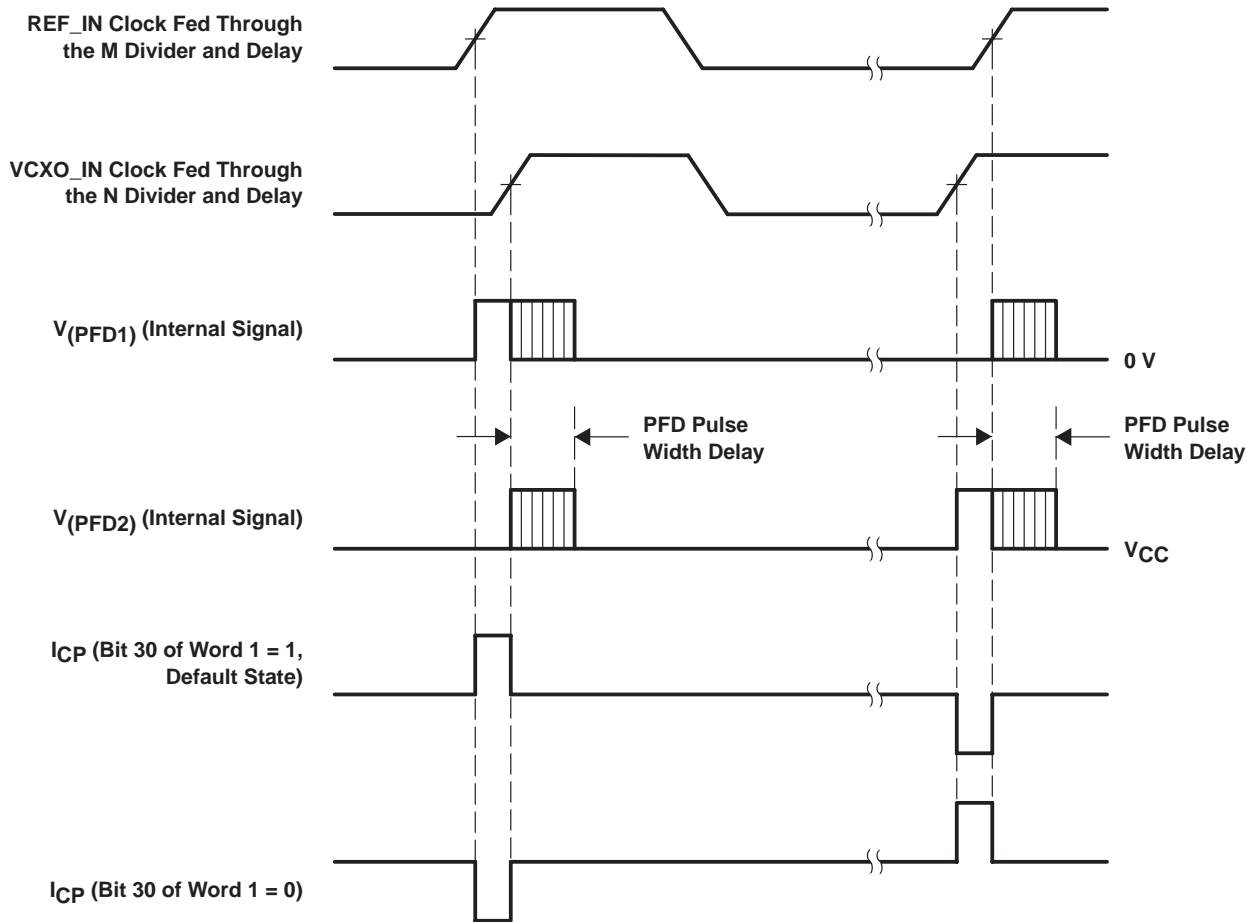 REF_IN Clock Fed Through
the M Divider and Delay
VCXO_IN Clock Fed Through
the N Divider and Delay
V(PFD1) (Internal Signal)
0 V
PFD Pulse
Width Delay
PFD Pulse
Width Delay
V(PFD2) (Internal Signal)
VCC
ICP (Bit 30 of Word 1 = 1,
Default State)
ICP (Bit 30 of Word 1 = 0)